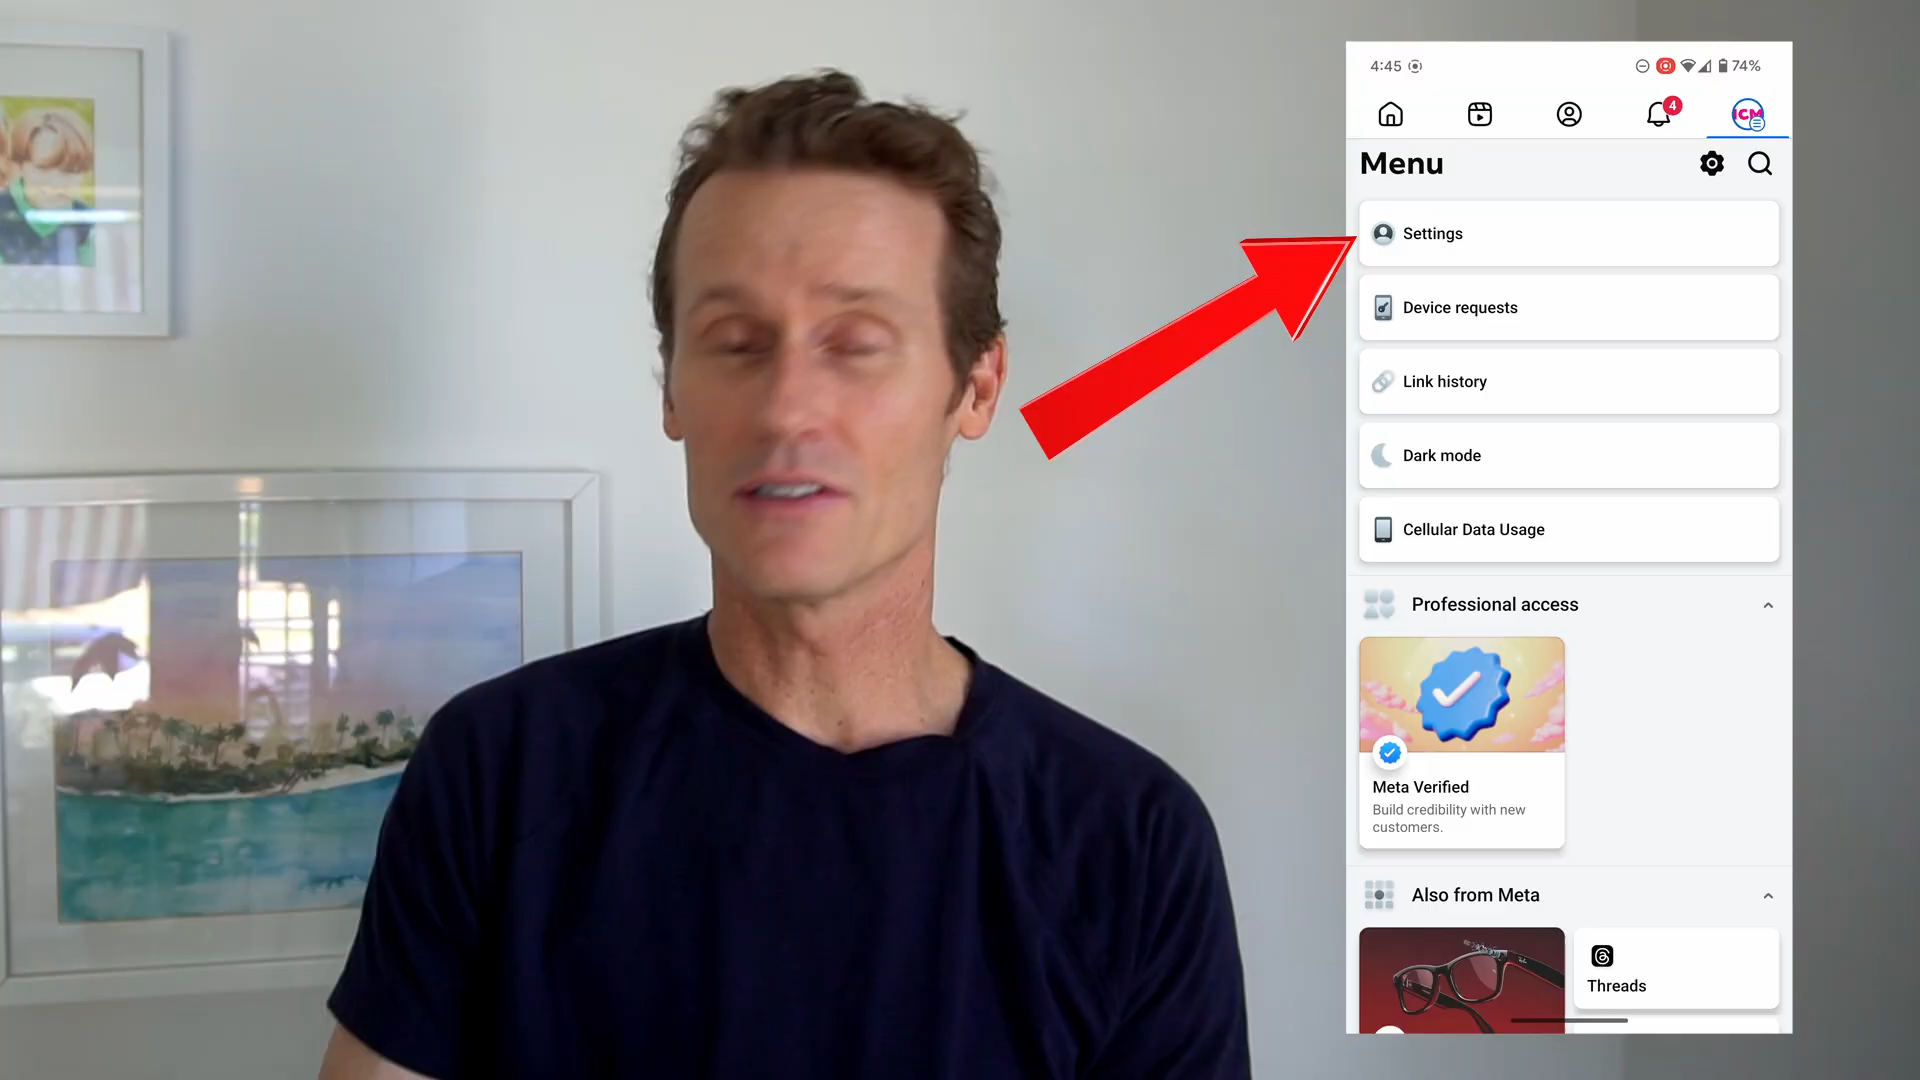 4:45
74%
4
ICM
Menu
Settings
Device requests
Link history
Dark mode
Cellular Data Usage
Professional access
Meta Verified
Build credibility with new
customers.
Also from Meta
Threads